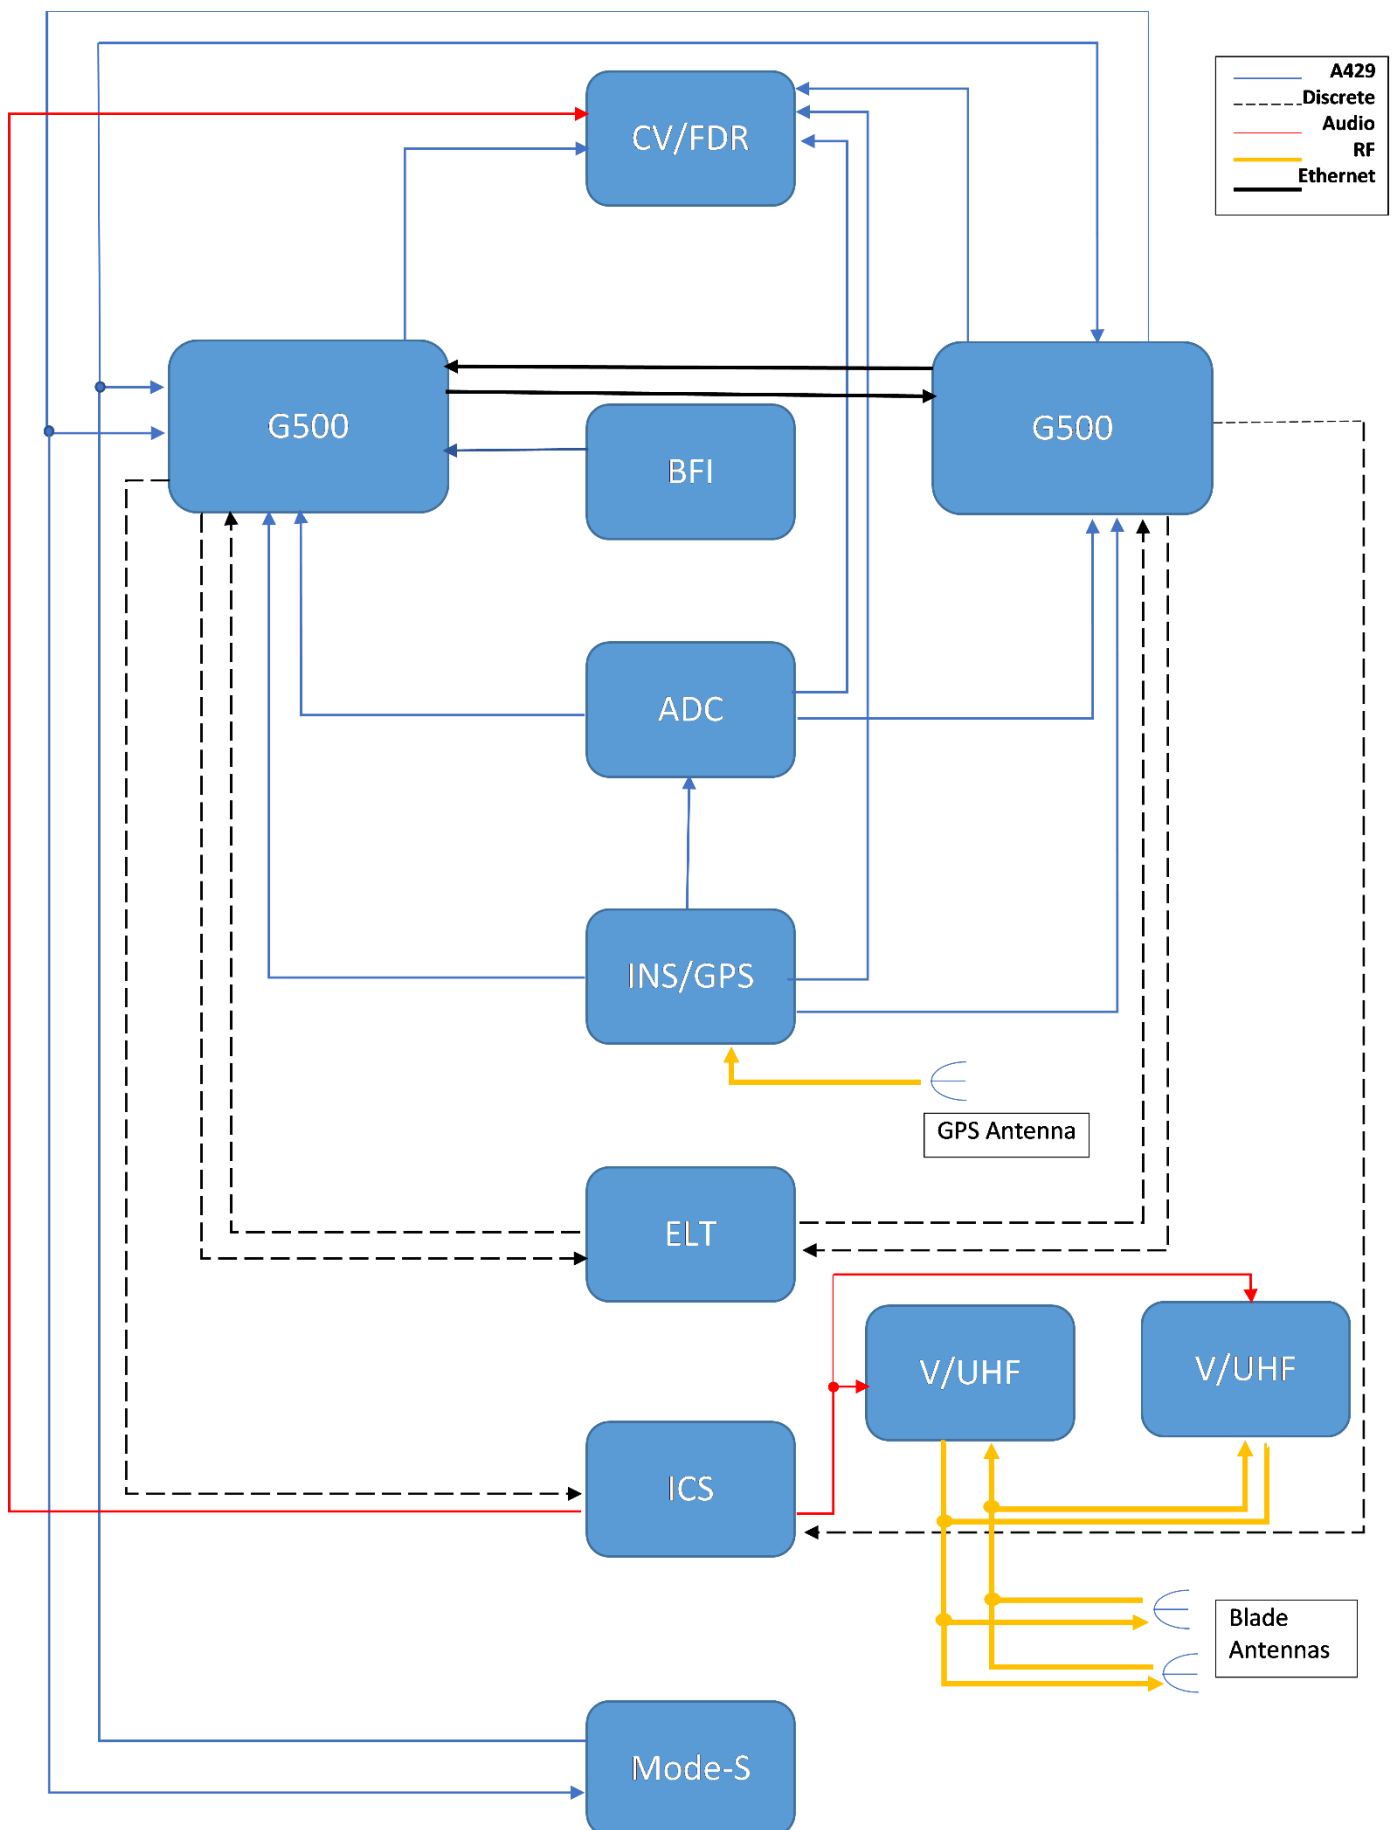 A429
Discrete
Audio
RF
Ethernet
CV/FDR
G500
G500
BFI
ADC
INS/GPS
GPS Antenna
ELT
V/UHF
V/UHF
ICS
Blade
Antennas
Mode-S